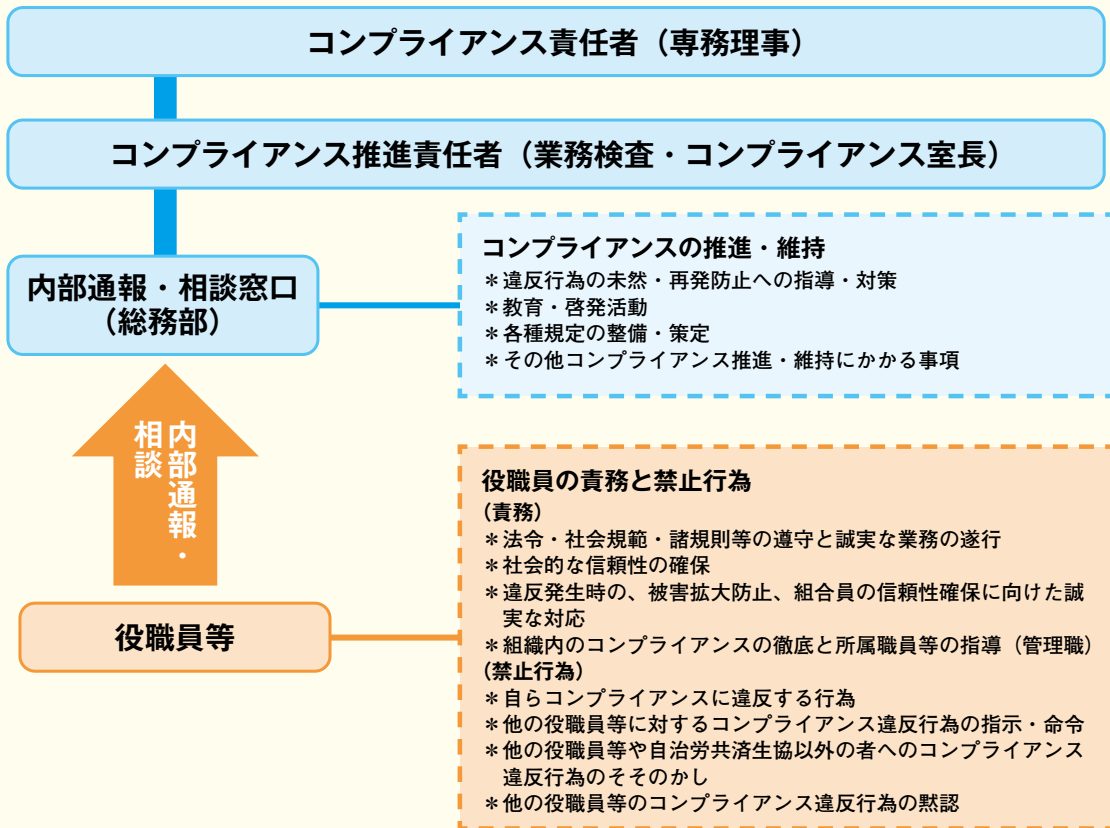 コンプライアンス責任者（専務理事）
コンプライアンス推進責任者（業務検査・コンプライアンス室長）
内部通報・相談窓口
（総務部）
コンプライアンスの推進・維持
＊違反行為の未然・再発防止への指導・対策
＊教育・啓発活動
＊各種規定の整備・策定
＊その他コンプライアンス推進・維持にかかる事項
内部通報・
相談
役職員等
役職員の責務と禁止行為
（責務）
＊法令・社会規範・諸規則等の遵守と誠実な業務の遂行
＊社会的な信頼性の確保
＊違反発生時の、被害拡大防止、組合員の信頼性確保に向けた誠
実な対応
＊組織内のコンプライアンスの徹底と所属職員等の指導（管理職）
（禁止行為）
＊自らコンプライアンスに違反する行為
＊他の役職員等に対するコンプライアンス違反行為の指示・命令
＊他の役職員等や自治労共済生協以外の者へのコンプライアンス
違反行為のそそのかし
＊他の役職員等のコンプライアンス違反行為の黙認